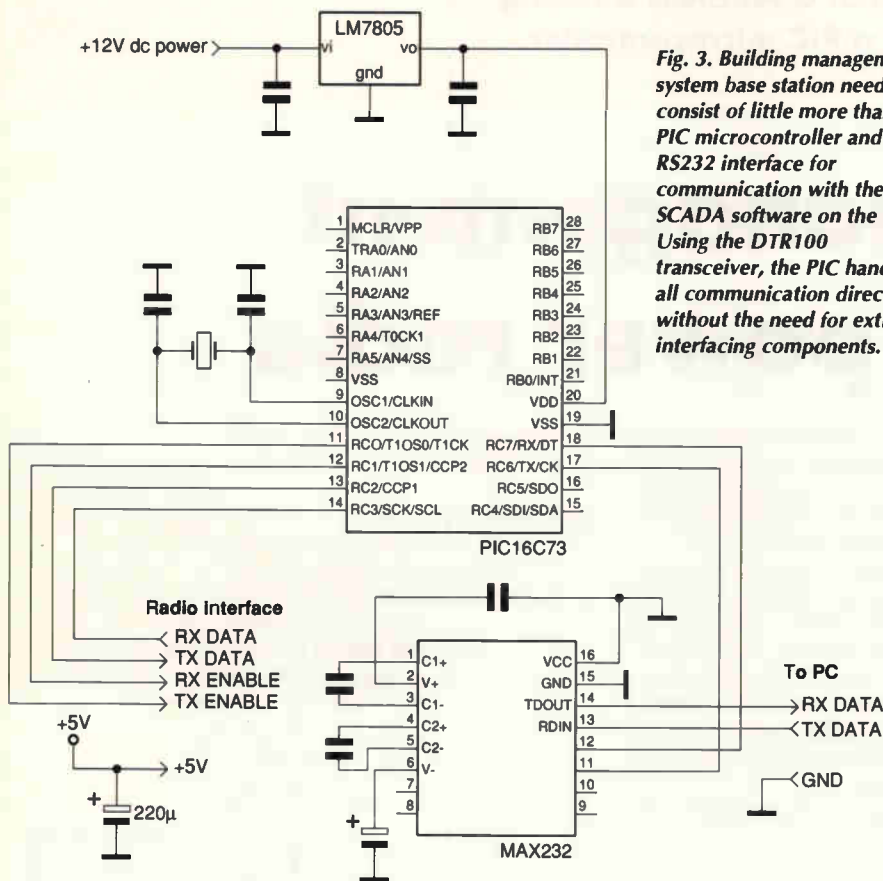 LM7805
+12V dc power
vi
vo
gnd
Fig. 3. Building managen
system base station need
consist of little more tha
PIC microcontroller and
RS232 interface for
communication with the
SCADA software on the
Using the DTR100
transceiver, the PIC hand
all communication direc
without the need for ext
interfacing components.
1 MCLR/VPP RB7 28
2 TRA0/AN0 RB6 27
3 RA1/AN1 RB5 26
4 RA2/AN2 RB4 25
5 RA3/AN3/REF RB3 24
6 RA4/T0CK1 RB2 23
7 RA5/AN4/SS RB1 22
8 VSS RB0/INT 21
9 OSC1/CLKIN VDD 20
10 OSC2/CLKOUT VSS 19
11 RCO/T1OS0/T1CK RC7/RX/DT 18
12 RC1/T1OS1/CCP2 RC6/TX/CK 17
13 RC2/CCP1 RC5/SDO 16
14 RC3/SCK/SCL RC4/SDI/SDA 15
PIC16C73
Radio interface
RX DATA
TX DATA
RX ENABLE
TX ENABLE
+5V
+5V
+
220µ
1 C1+ VCC 16
2 V+ GND 15
3 C1- TDOUT 14
4 C2+ RDIN 13
5 C2- 12
6 V- 11
7 10
8 9
+
MAX232
To PC
RX DATA
TX DATA
GND